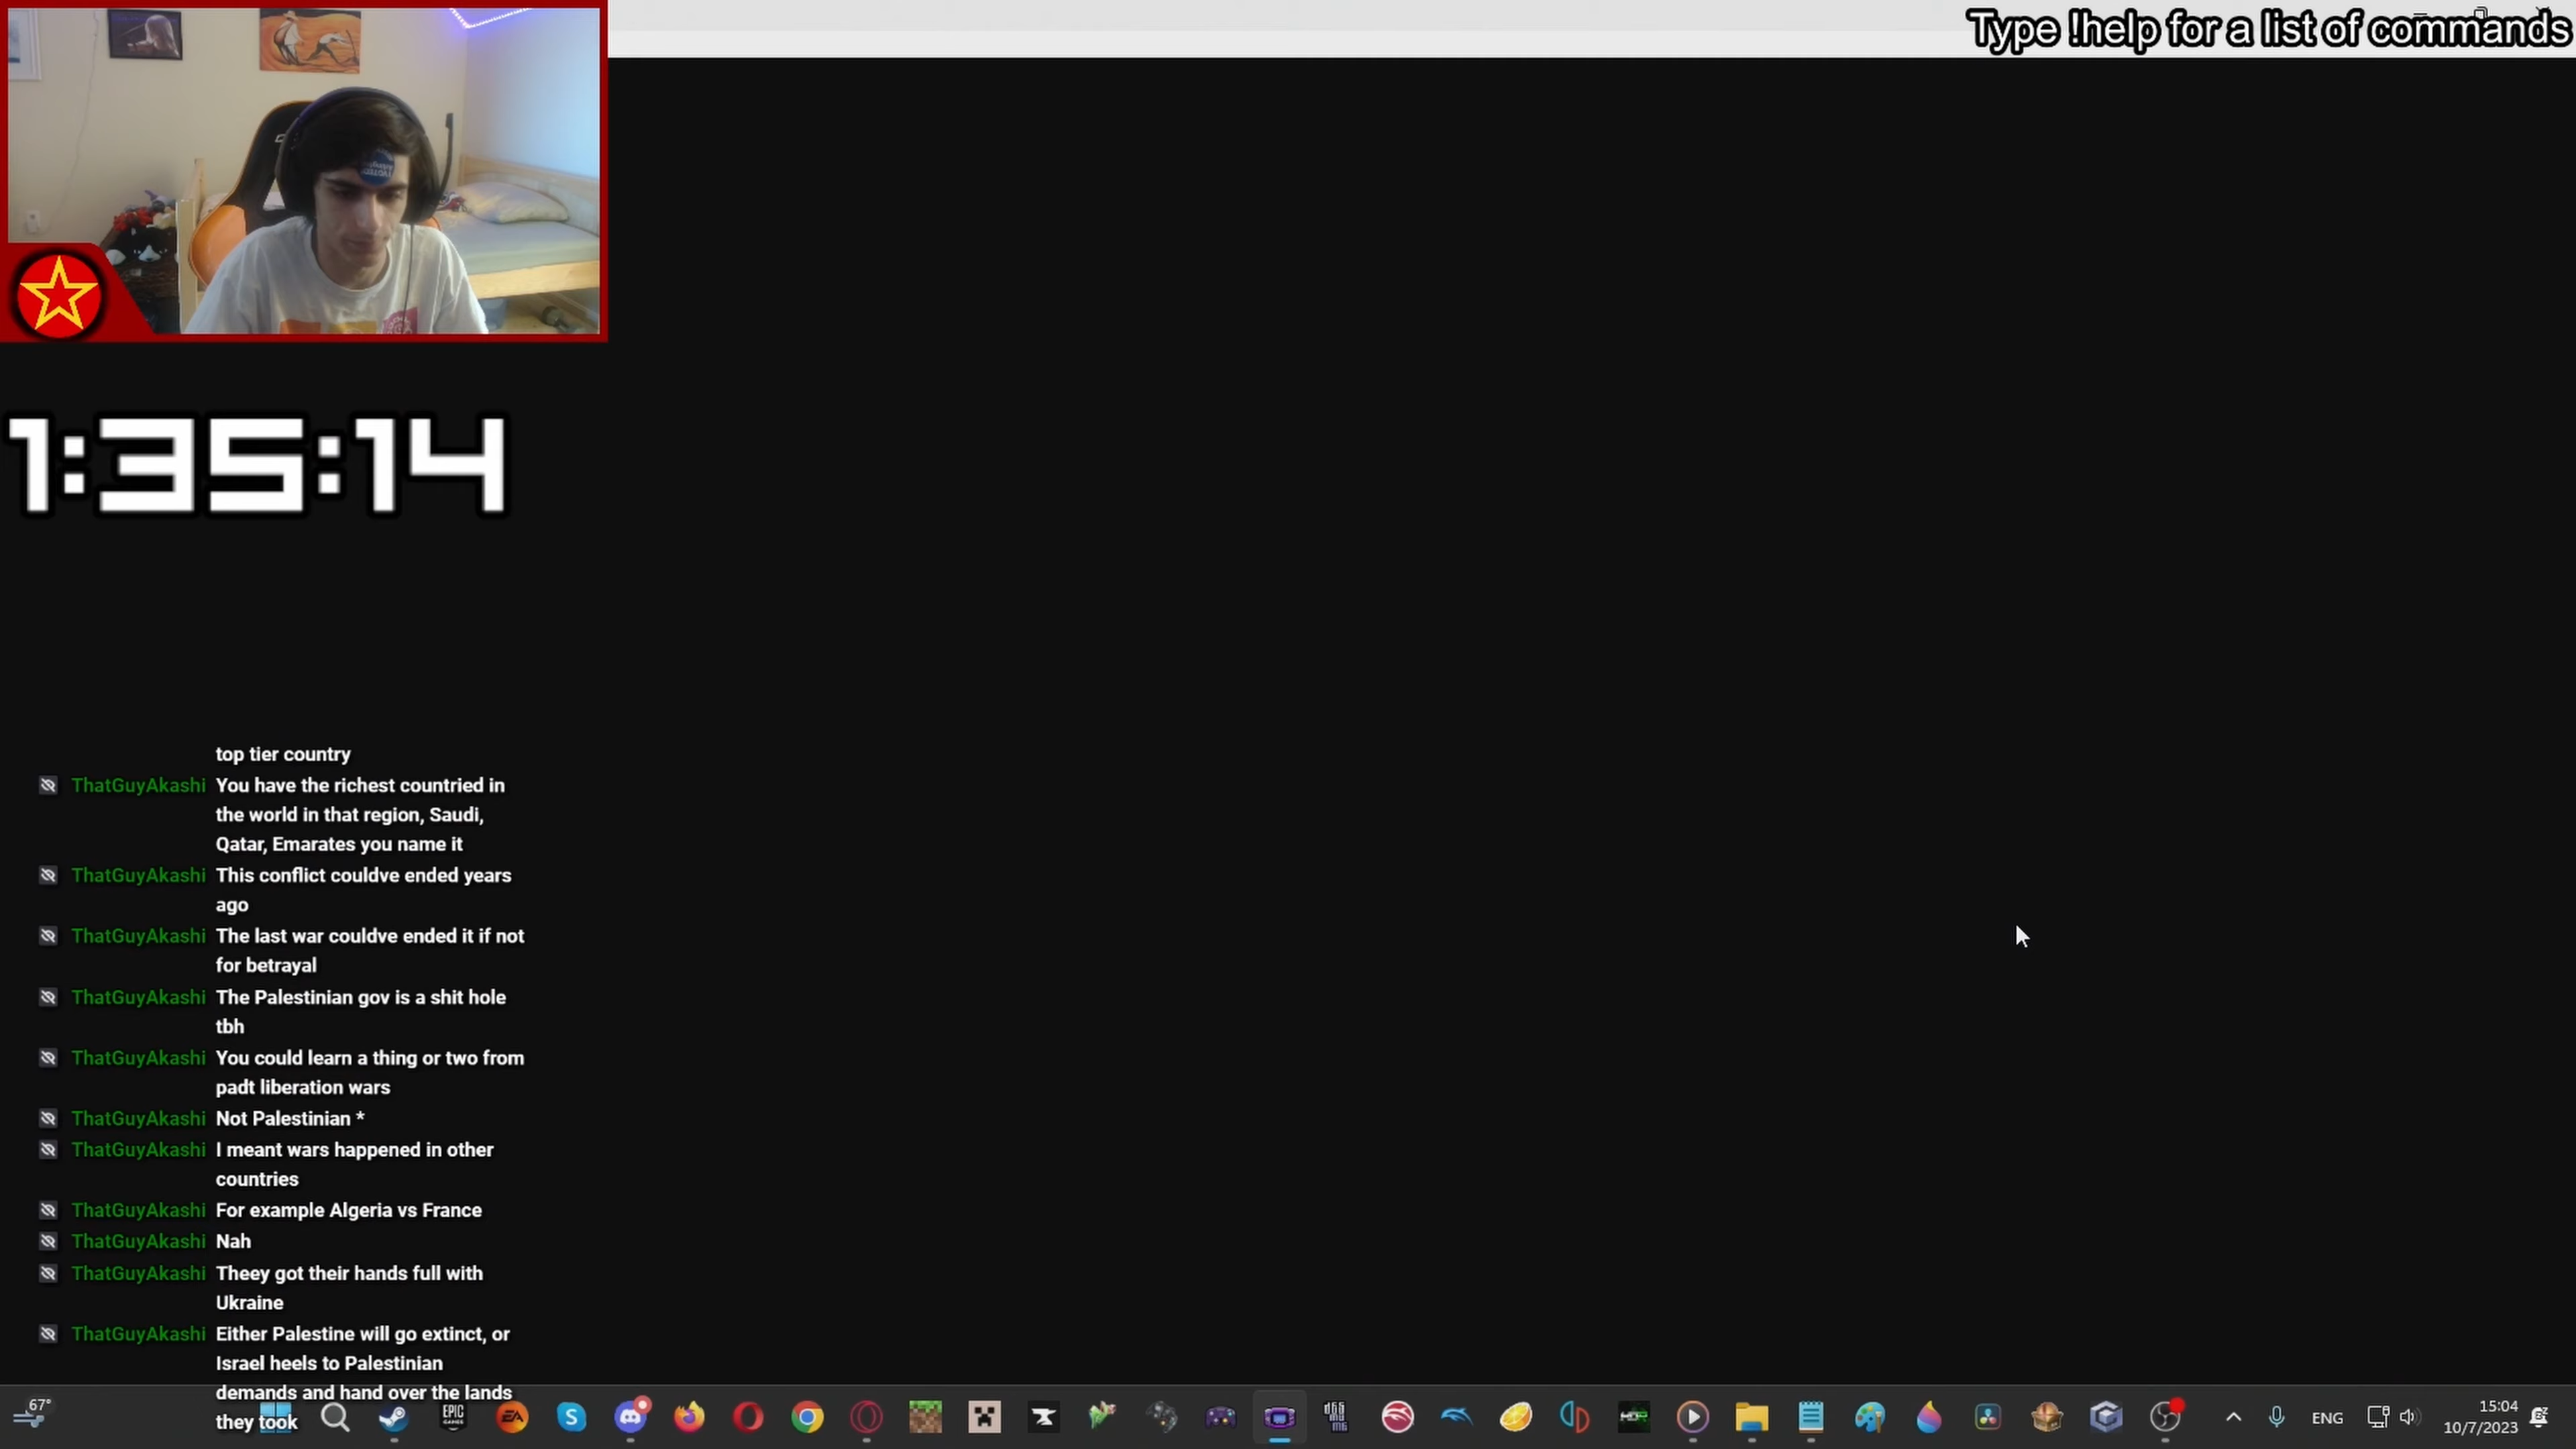 Type !help for a list of commands
1:35:14
top tier country
ThatGuyAkashi You have the richest countried in
the world in that region, Saudi,
Qatar, Emarates you name it
ThatGuyAkashi This conflict couldve ended years
ago
ThatGuyAkashi The last war couldve ended it if not
for betrayal
ThatGuyAkashi The Palestinian gov is a shit hole
tbh
ThatGuyAkashi You could learn a thing or two from
padt liberation wars
ThatGuyAkashi Not Palestinian *
ThatGuyAkashi I meant wars happened in other
countries
ThatGuyAkashi For example Algeria vs France
ThatGuyAkashi Nah
ThatGuyAkashi Theey got their hands full with
Ukraine
ThatGuyAkashi Either Palestine will go extinct, or
Israel heels to Palestinian
demands and hand over the lands
they took
67°
EPIC
GAMES
EA
ENG
15:04
10/7/2023